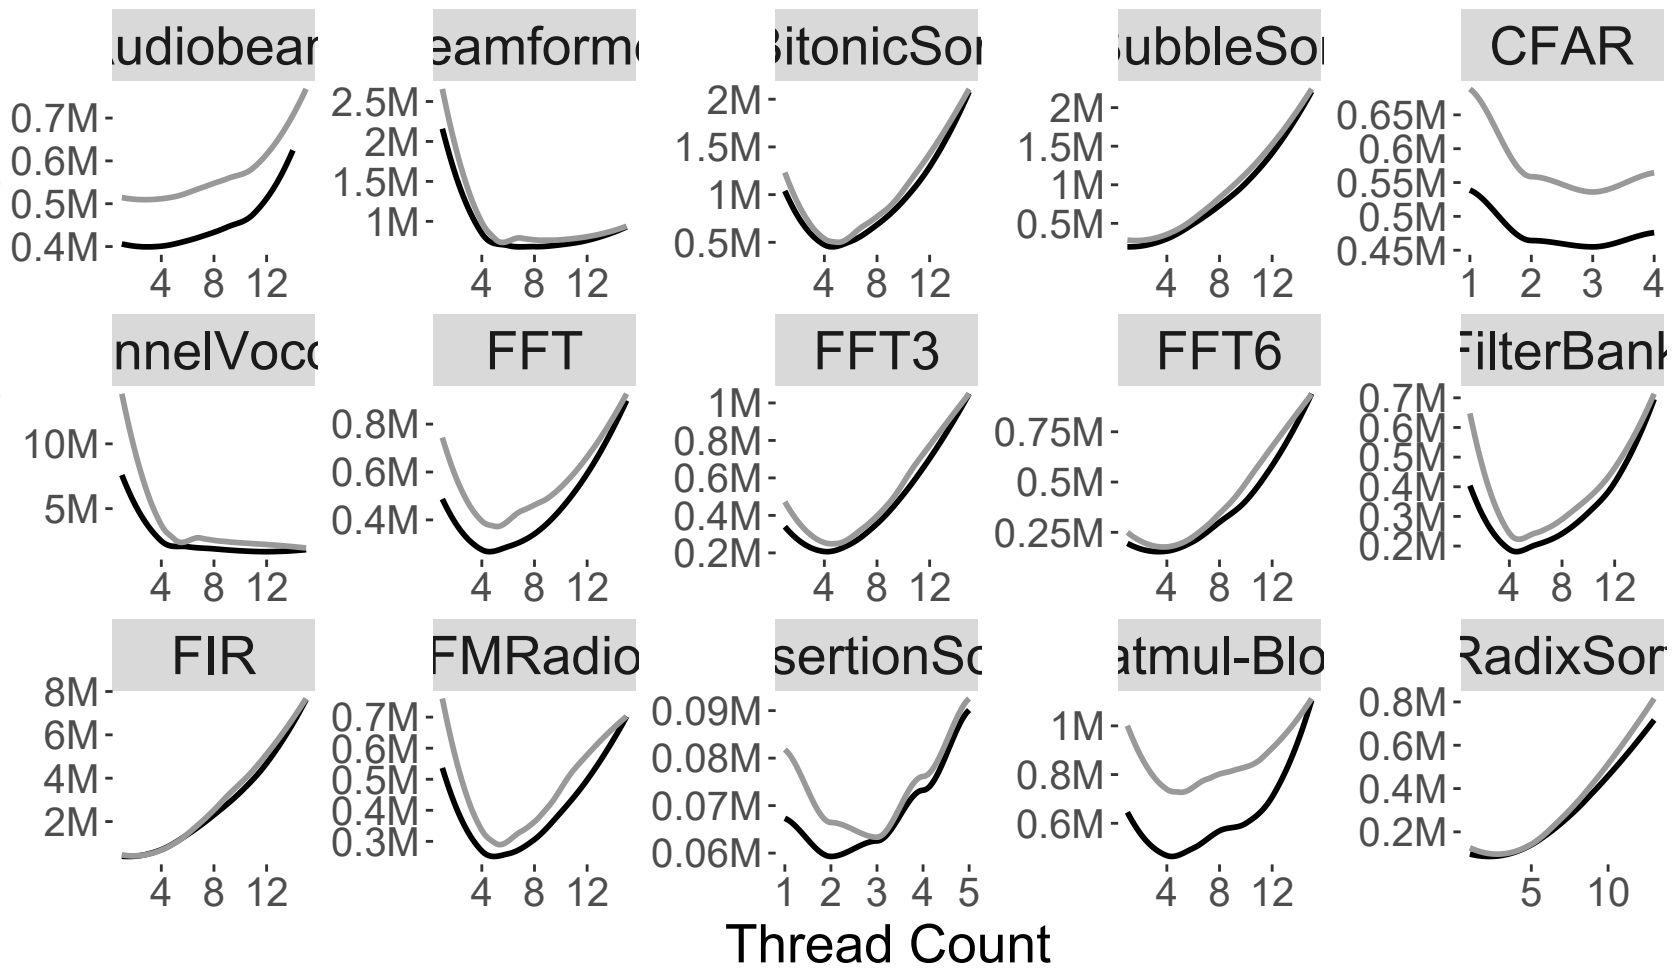 udiobean
eamforme
BitonicSor
BubbleSor
CFAR
0.7M
0.6M
0.5M
0.4M
4 8 12
2.5M
2M
1.5M
1M
4 8 12
2M
1.5M
1M
0.5M
4 8 12
2M
1.5M
1M
0.5M
4 8 12
0.65M
0.6M
0.55M
0.5M
0.45M
1 2 3 4
nnelVoco
FFT
FFT3
FFT6
FilterBank
10M
5M
4 8 12
0.8M
0.6M
0.4M
4 8 12
1M
0.8M
0.6M
0.4M
0.2M
4 8 12
0.75M
0.5M
0.25M
4 8 12
0.7M
0.6M
0.5M
0.4M
0.3M
0.2M
4 8 12
FIR
FMRadio
sertionSo
atmul-Blo
RadixSort
8M
6M
4M
2M
4 8 12
0.7M
0.6M
0.5M
0.4M
0.3M
4 8 12
0.09M
0.08M
0.07M
0.06M
1 2 3 4 5
1M
0.8M
0.6M
4 8 12
0.8M
0.6M
0.4M
0.2M
5 10
Thread Count